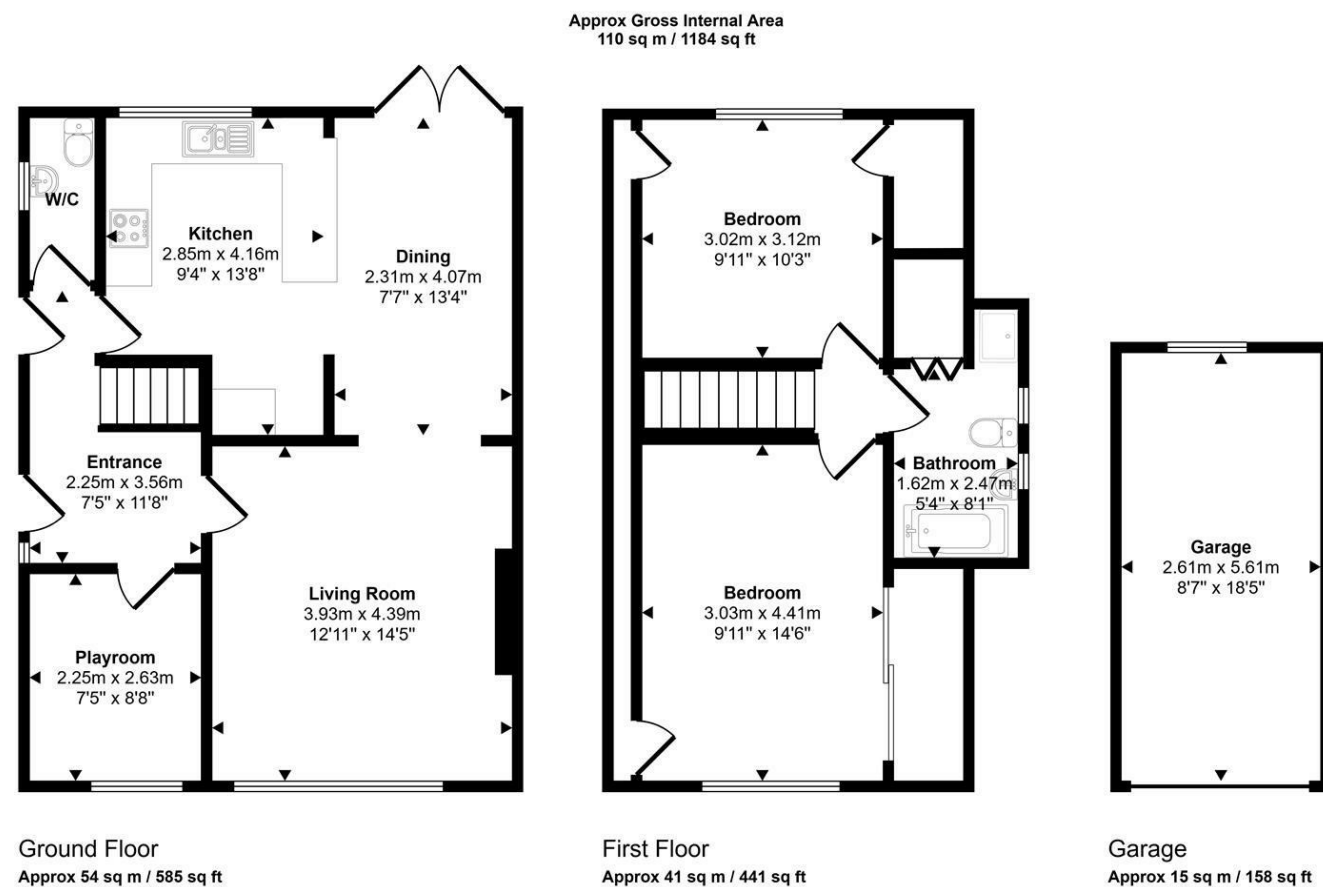 Approx Gross Internal Area
110 sq m / 1184 sq ft
W/C
Kitchen
2.85m x 4.16m
9'4" x 13'8"
Dining
2.31m x 4.07m
7'7" x 13'4"
Entrance
2.25m x 3.56m
7'5" x 11'8"
Living Room
3.93m x 4.39m
12'11" x 14'5"
Playroom
2.25m x 2.63m
7'5" x 8'8"
Ground Floor
Approx 54 sq m / 585 sq ft
Bedroom
3.02m x 3.12m
9'11" x 10'3"
Bathroom
1.62m x 2.47m
5'4" x 8'1"
Bedroom
3.03m x 4.41m
9'11" x 14'6"
First Floor
Approx 41 sq m / 441 sq ft
Garage
2.61m x 5.61m
8'7" x 18'5"
Garage
Approx 15 sq m / 158 sq ft